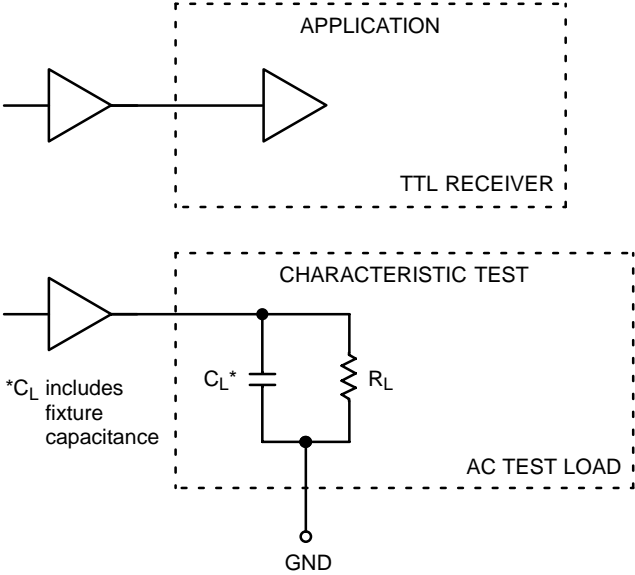 APPLICATION
TTL RECEIVER
CHARACTERISTIC TEST
*CL includes
fixture
capacitance
CL*
RL
AC TEST LOAD
GND